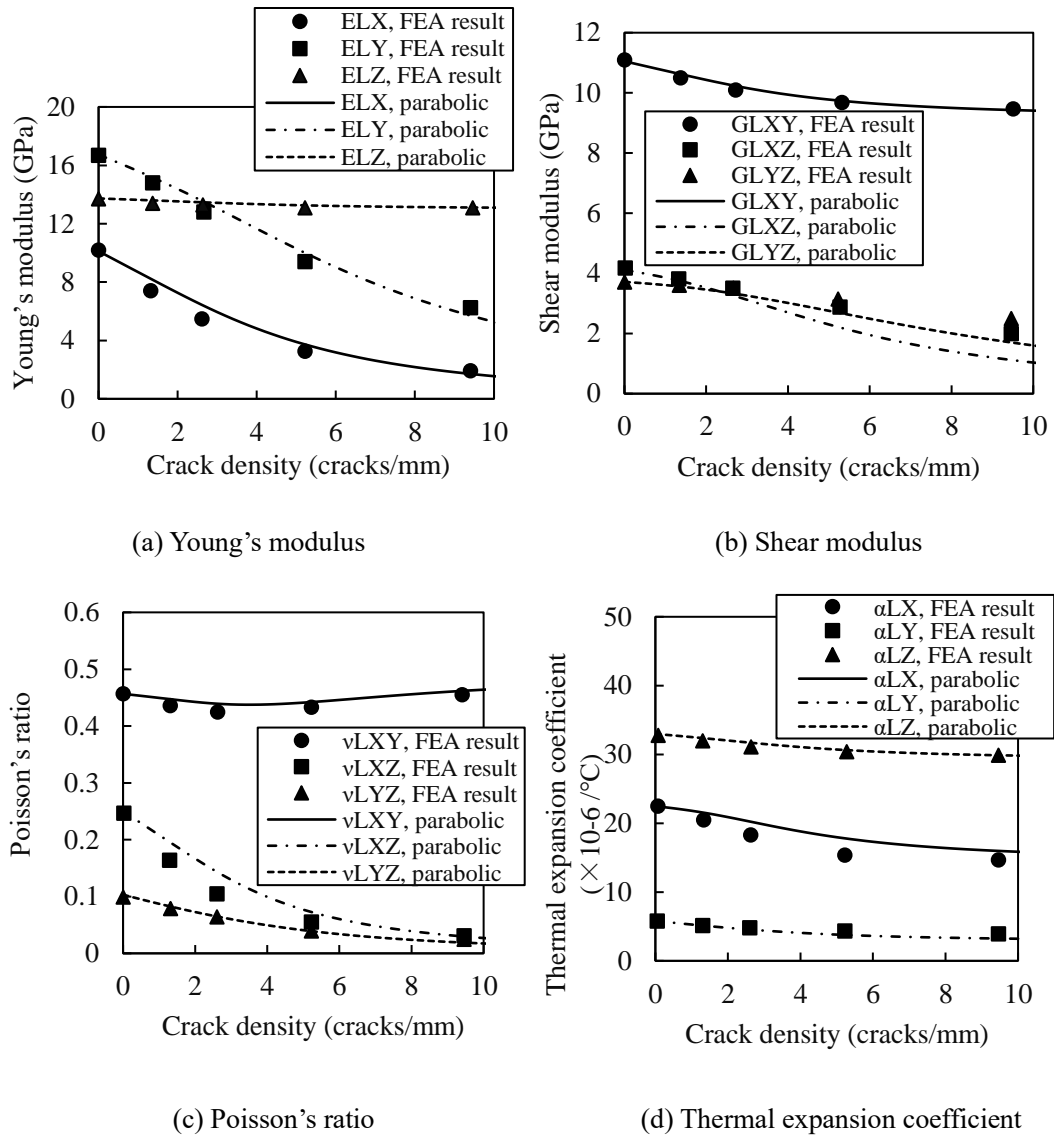 ELX, FEA result
ELY, FEA result
ELZ, FEA result
ELX, parabolic
ELY, parabolic
ELZ, parabolic
Young's modulus (GPa)
20
16
12
8
4
0
0 2 4 6 8 10
Crack density (cracks/mm)
(a) Young's modulus
GLXY, FEA result
GLXZ, FEA result
GLYZ, FEA result
GLXY, parabolic
GLXZ, parabolic
GLYZ, parabolic
Shear modulus (GPa)
12
10
8
6
4
2
0
0 2 4 6 8 10
Crack density (cracks/mm)
(b) Shear modulus
νLXY, FEA result
νLXZ, FEA result
νLYZ, FEA result
νLXY, parabolic
νLXZ, parabolic
νLYZ, parabolic
Poisson's ratio
0.6
0.5
0.4
0.3
0.2
0.1
0
0 2 4 6 8 10
Crack density (cracks/mm)
(c) Poisson's ratio
αLX, FEA result
αLY, FEA result
αLZ, FEA result
αLX, parabolic
αLY, parabolic
αLZ, parabolic
Thermal expansion coefficient
(×10-6 /℃)
50
40
30
20
10
0
0 2 4 6 8 10
Crack density (cracks/mm)
(d) Thermal expansion coefficient